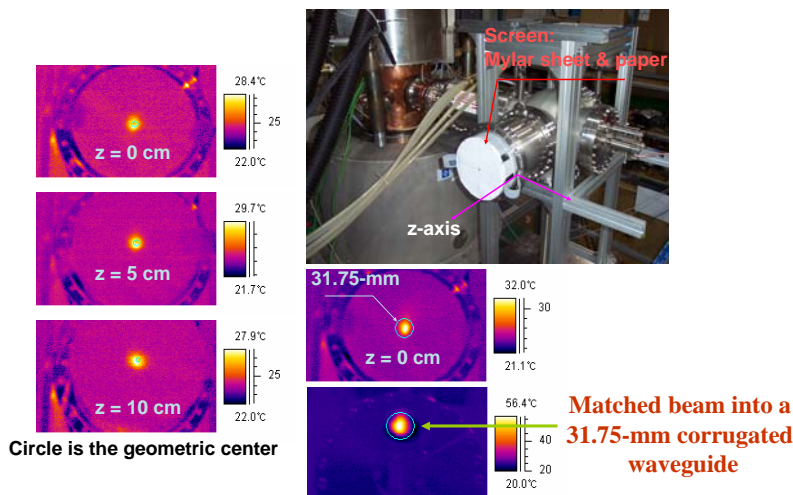 28.4°C
25
22.0°C
z = 0 cm
29.7°C
21.7°C
z = 5 cm
27.9°C
25
22.0°C
z = 10 cm
Circle is the geometric center
Screen:
Mylar sheet & paper
z-axis
31.75-mm
z = 0 cm
32.0°C
30
21.1°C
56.4°C
40
20
20.0°C
Matched beam into a
31.75-mm corrugated
waveguide